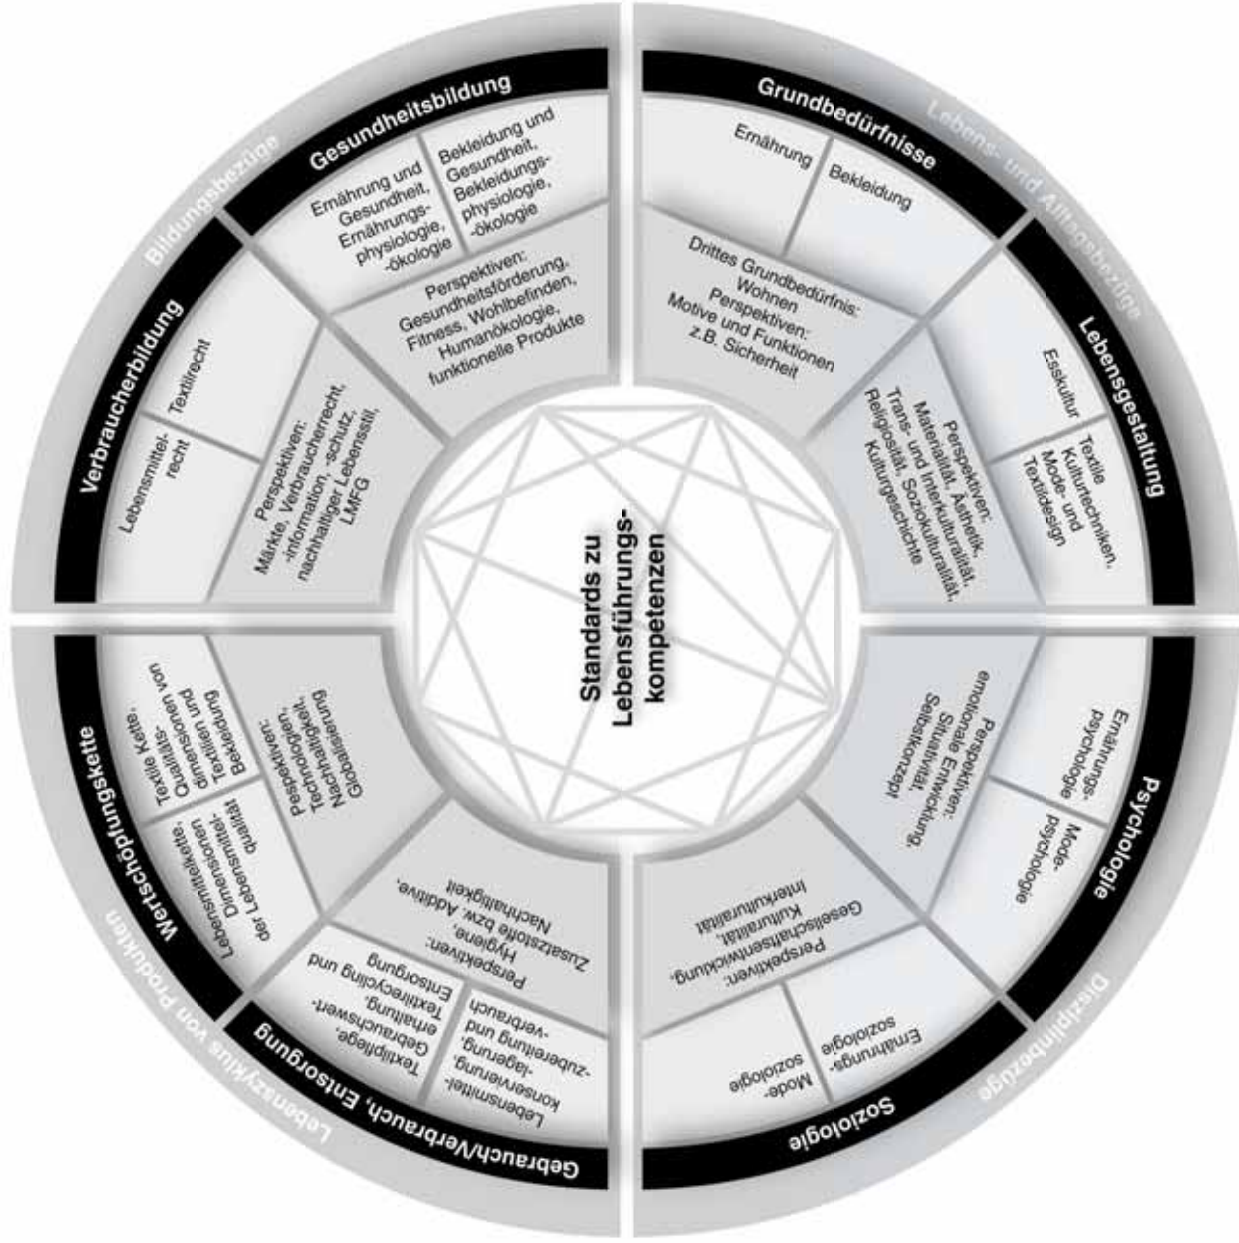 Standards zu
Lebensführungs-
kompetenzen
Lebens- und Alltagsbezüge
Grundbedürfnisse
Ernährung
Bekleidung
Drittes Grundbedürfnis:
Wohnen
Perspektiven:
Motive und Funktionen
z.B. Sicherheit
Lebensgestaltung
Esskultur
Textile
Kulturtechniken,
Mode- und
Textildesign
Perspektiven:
Materialität, Ästhetik,
Trans- und Interkulturalität,
Religiosität, Soziokulturalität,
Kulturgeschichte
Disziplinbezüge
Psychologie
Ernährungs-
psychologie
Mode-
psychologie
Perspektiven:
emotionale Entwicklung,
Situativität,
Selbstkonzept
Soziologie
Ernährungs-
soziologie
Mode-
soziologie
Perspektiven:
Gesellschaftsentwicklung,
Kulturalität,
Interkulturalität
Lebenszyklus von Produkten
Gebrauch/Verbrauch, Entsorgung
Lebensmittel-
konservierung,
-lagerung,
-zubereitung und
-verbrauch
Textilpflege,
Gebrauchswert-
erhaltung,
Textilrecycling und
Entsorgung
Perspektiven:
Hygiene,
Zusatzstoffe bzw. Additive,
Nachhaltigkeit
Wertschöpfungskette
Lebensmittelkette,
Dimensionen
der Lebensmittel-
qualität
Textile Kette,
Qualitäts-
dimensionen von
Textilien und
Bekleidung
Pespektiven:
Technologien,
Nachhaltigkeit,
Globalisierung
Bildungsbezüge
Verbraucherbildung
Lebensmittel-
recht
Textilrecht
Perspektiven:
Märkte, Verbraucherrecht,
-information, -schutz,
nachhaltiger Lebensstil,
LMFG
Gesundheitsbildung
Ernährung und
Gesundheit,
Ernährungs-
physiologie,
-ökologie
Bekleidung und
Gesundheit,
Bekleidungs-
physiologie,
-ökologie
Perspektiven:
Gesundheitsförderung,
Fitness, Wohlbefinden,
Humanökologie,
funktionelle Produkte